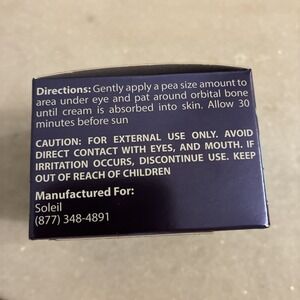 Directions: Gently apply a pea size amount to
area under eye and pat around orbital bone
until cream is absorbed into skin. Allow 30
minutes before sun
CAUTION: FOR EXTERNAL USE ONLY. AVOID
DIRECT CONTACT WITH EYES, AND MOUTH. IF
IRRITATION OCCURS, DISCONTINUE USE. KEEP
OUT OF REACH OF CHILDREN
Manufactured For:
Soleil
(877) 348-4891